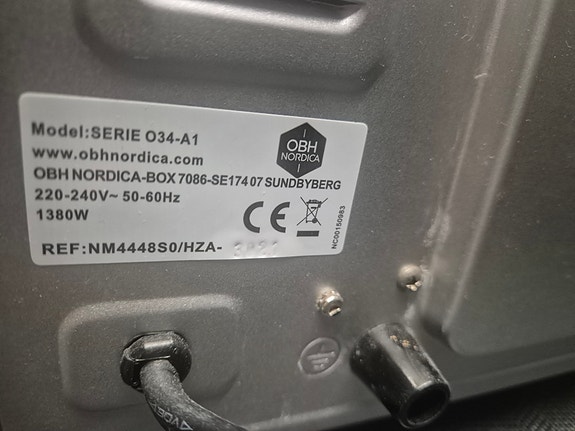 Model:SERIE O34-A1
www.obhnordica.com
OBH
NORDICA
OBH NORDICA-BOX 7086-SE174 07 SUNDBYBERG
220-240V~ 50-60Hz
1380W
CE
REF:NM4448S0/HZA-
NC00150983